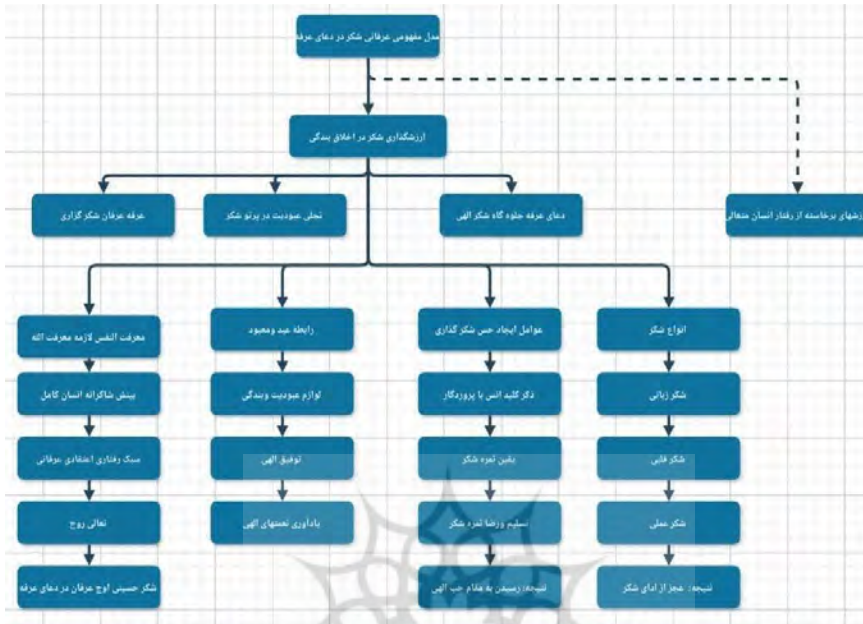 مدل مفهومی عرفانی شکر در دعای عرفه
ارزشگذاری شکر در اخلاق بندگی
دعای عرفه جلوه گاه شکر الهی
تجلی عبودیت در پرتو شکر
عرفه عرفان شکر گزاری
برخاسته از رفتار انسان متعالی
انواع شکر
شکر زبانی
شکر قلبی
شکر عملی
نتیجه: عجز از ادای شکر
عوامل ایجاد حس شکر گذاری
ذکر کلید انس با پروردگار
یقین ثمره شکر
تسلیم ورضا ثمره شکر
نتیجه: رسیدن به مقام حب الهی
رابطه عبد ومعبود
لوازم عبودیت وبندگی
توفیق الهی
یادآوری نعمتهای الهی
معرفت النفس لازمه معرفت الله
بینش شاکرانه انسان کامل
سبک رفتاری اعتقادی عرفانی
تعالی روح
شکر حسینی اوج عرفان در دعای عرفه